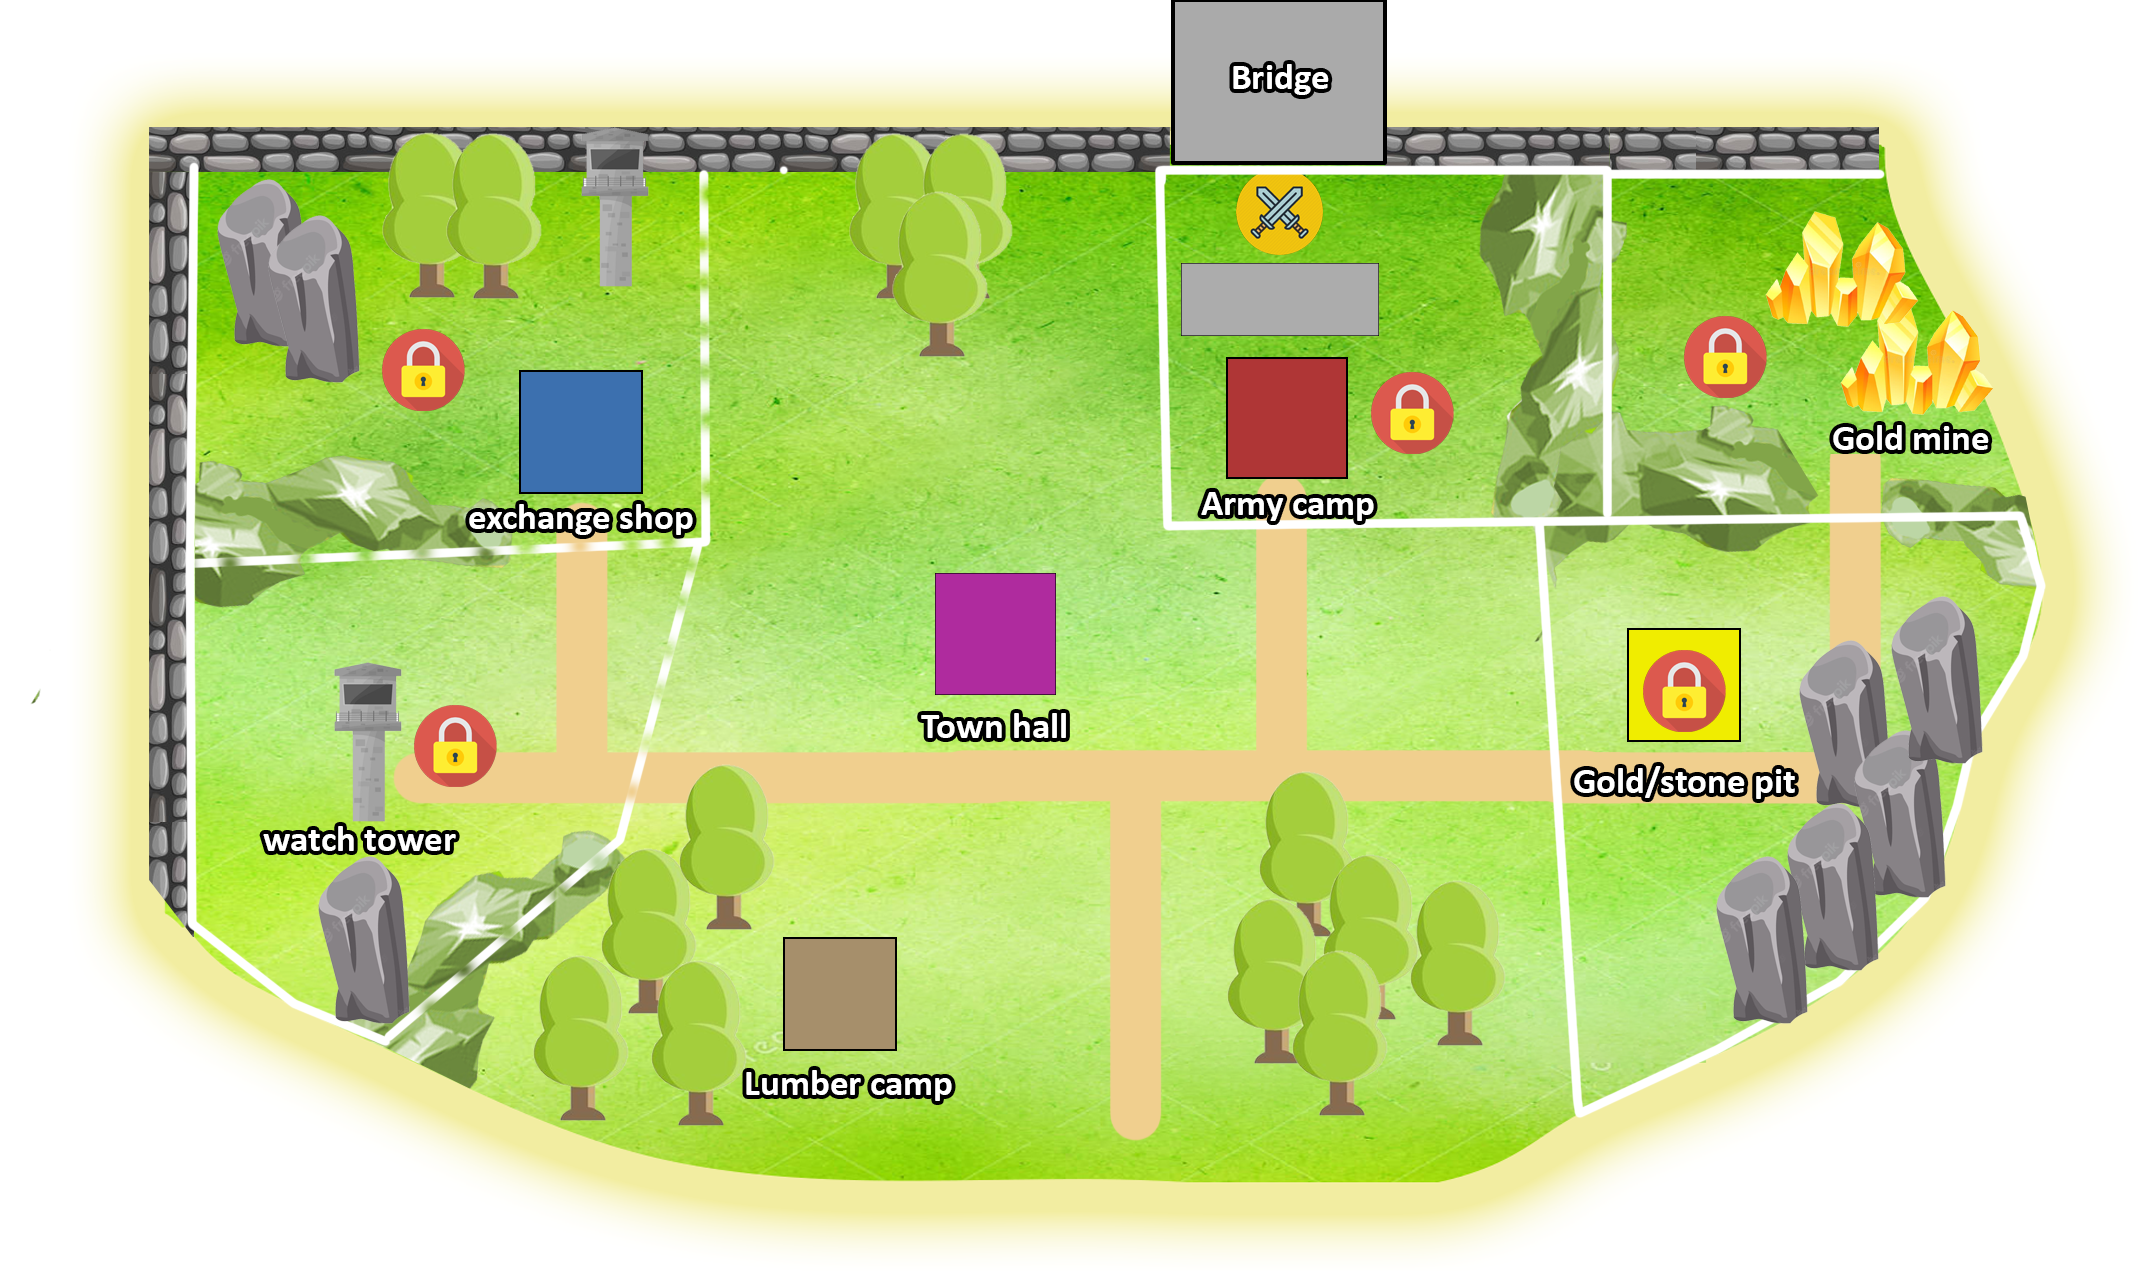 Bridge
Gold mine
Army camp
exchange shop
Town hall
Gold/stone pit
watch tower
Lumber camp